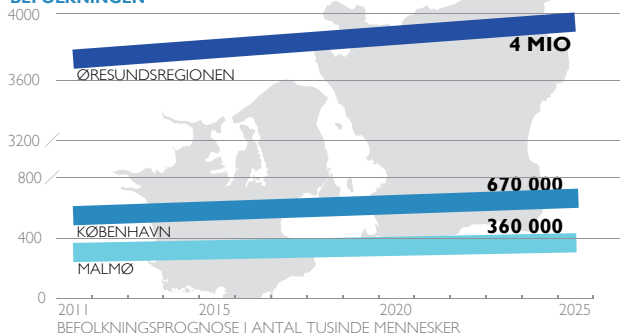 BEFOLKNINGEN
4000
4 MIO
ØRESUNDSREGIONEN
3600
3200
800
670 000
KØBENHAVN
360 000
400
MALMØ
0
2011 2015 2020 2025
BEFOLKNINGSPROGNOSE I ANTAL TUSINDE MENNESKER